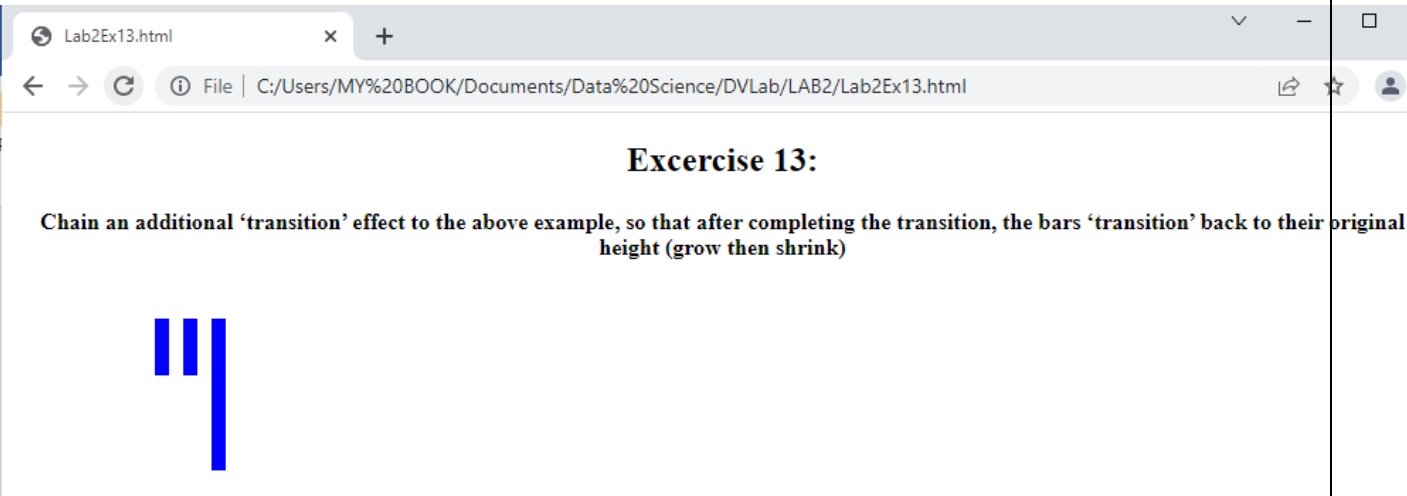 Lab2Ex13.html
File | C:/Users/MY%20BOOK/Documents/Data%20Science/DVLab/LAB2/Lab2Ex13.html
Excercise 13:
Chain an additional ‘transition’ effect to the above example, so that after completing the transition, the bars ‘transition’ back to their original
height (grow then shrink)